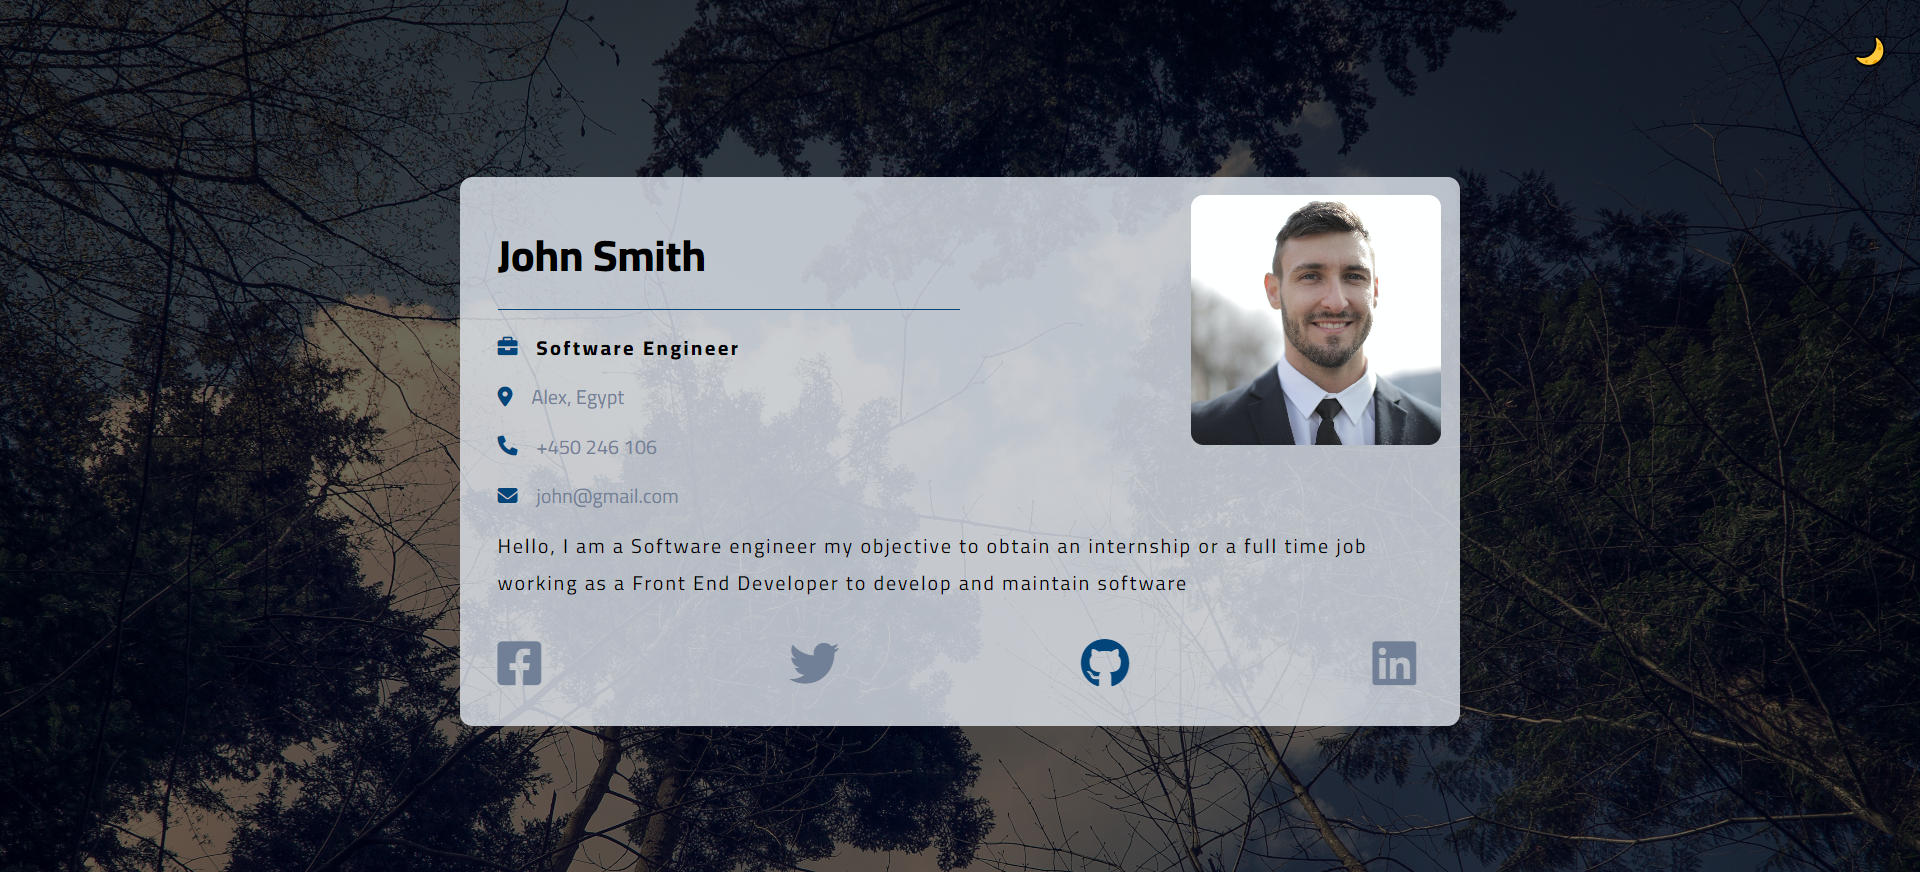 John Smith
Software Engineer
Alex, Egypt
+450 246 106
john@gmail.com
Hello, I am a Software engineer my objective to obtain an internship or a full time job
working as a Front End Developer to develop and maintain software